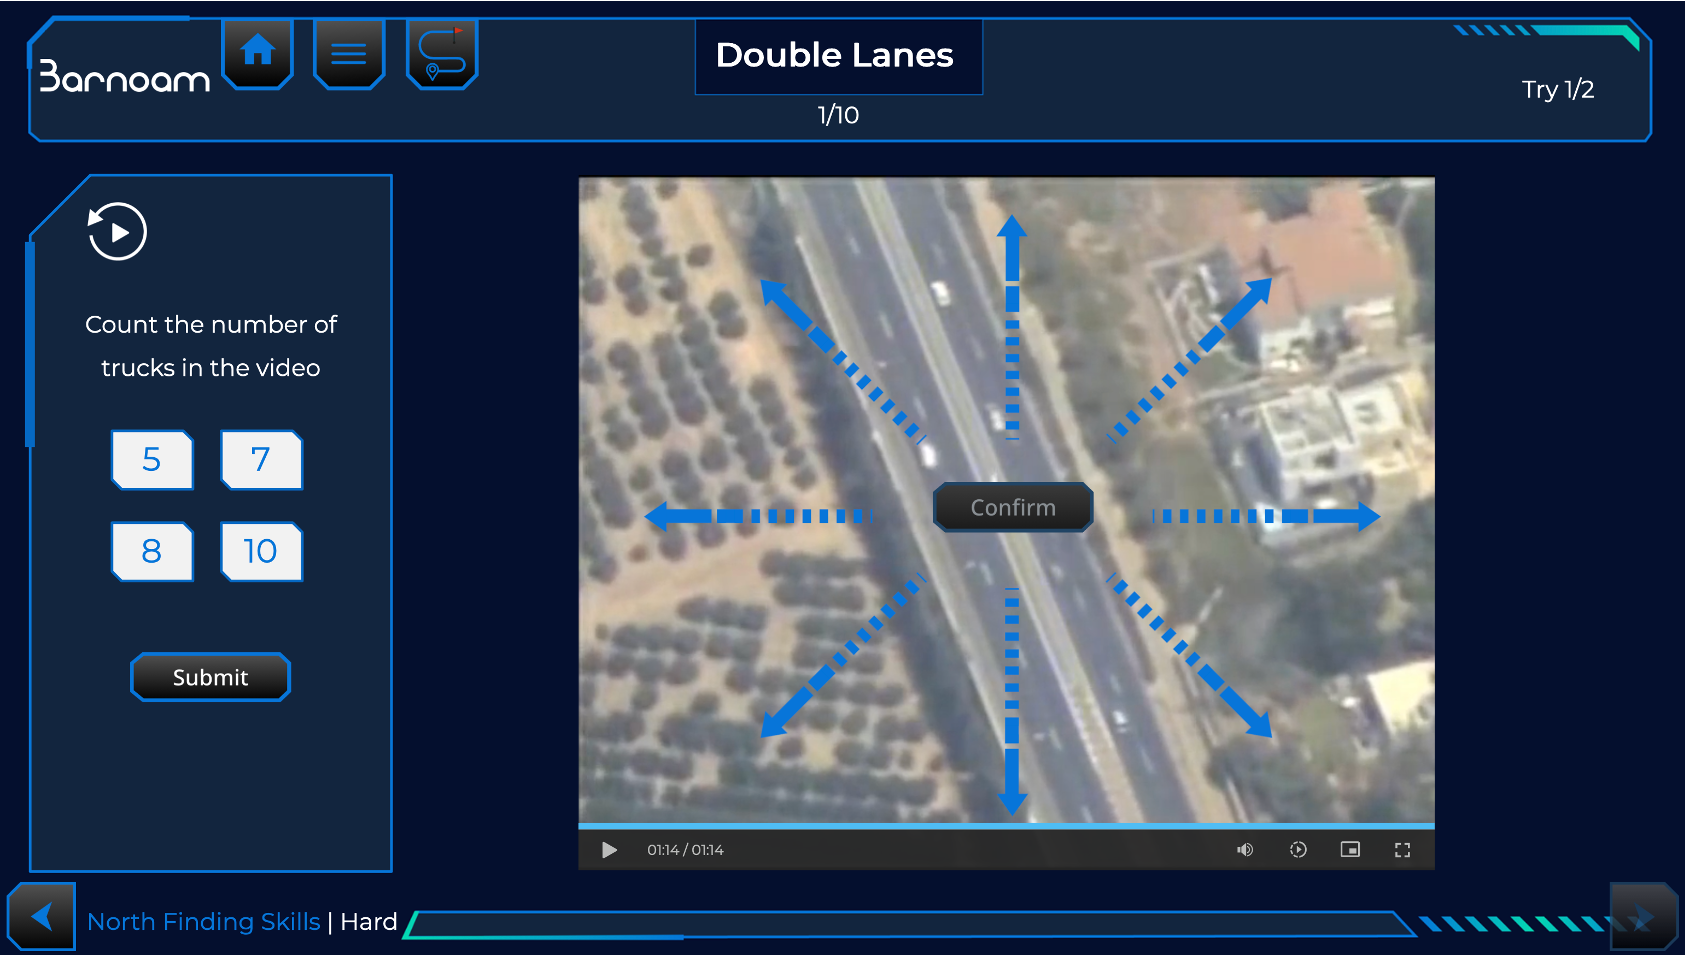 Barnoam
Double Lanes
1/10
Try 1/2
Count the number of
trucks in the video
5 7
8 10
Submit
Confirm
01:14 / 01:14
North Finding Skills | Hard